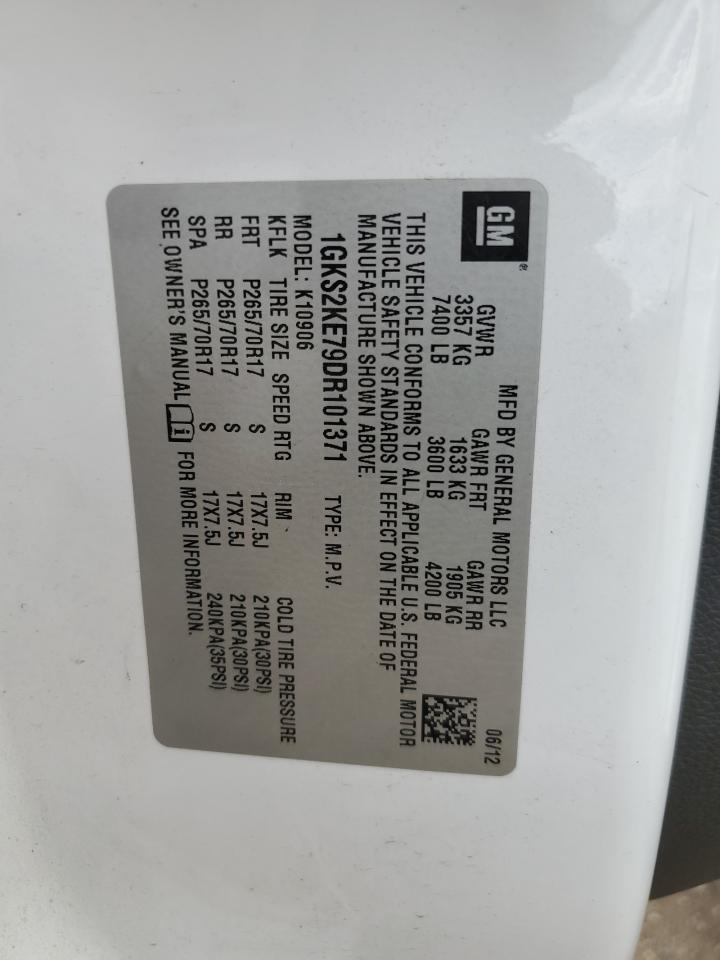 GM ®
MFD BY GENERAL MOTORS LLC 06/12
GVWR GAWR FRT GAWR RR
3357 KG 1633 KG 1905 KG
7400 LB 3600 LB 4200 LB
THIS VEHICLE CONFORMS TO ALL APPLICABLE U.S. FEDERAL MOTOR
VEHICLE SAFETY STANDARDS IN EFFECT ON THE DATE OF
MANUFACTURE SHOWN ABOVE.
1GKS2KE79DR101371 TYPE: M.P.V.
MODEL: K10906
KFLK TIRE SIZE SPEED RTG RIM COLD TIRE PRESSURE
FRT P265/70R17 S 17X7.5J 210KPA(30PSI)
RR P265/70R17 S 17X7.5J 210KPA(30PSI)
SPA P265/70R17 S 17X7.5J 240KPA(35PSI)
SEE OWNER'S MANUAL i FOR MORE INFORMATION.